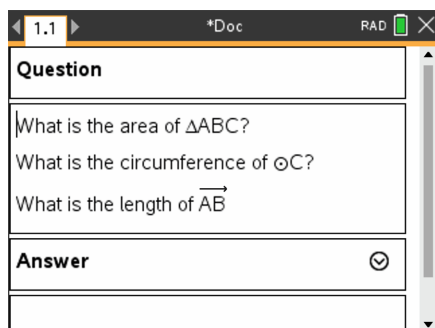 1.1 *Doc RAD
Question
What is the area of ΔABC?
What is the circumference of ⊙C?
What is the length of A͞B⃗
Answer